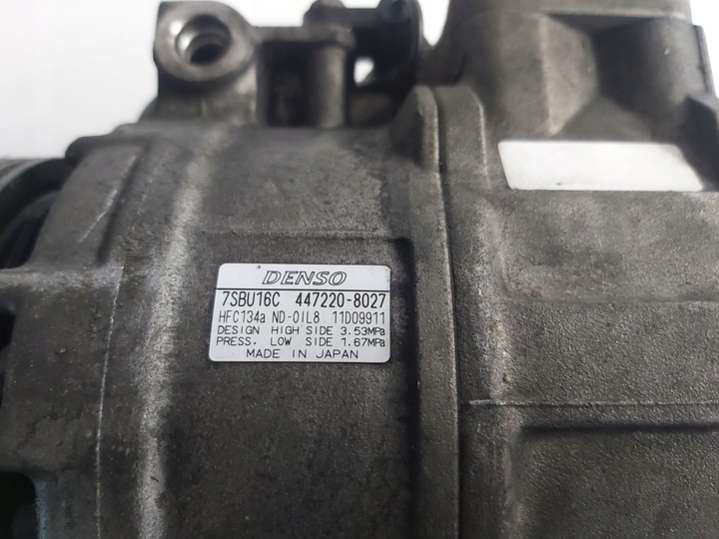 DENSO
7SBU16C 447220-8027
HFC134a ND-OIL8 11D09911
DESIGN HIGH SIDE 3.53MPa
PRESS. LOW SIDE 1.67MPa
MADE IN JAPAN